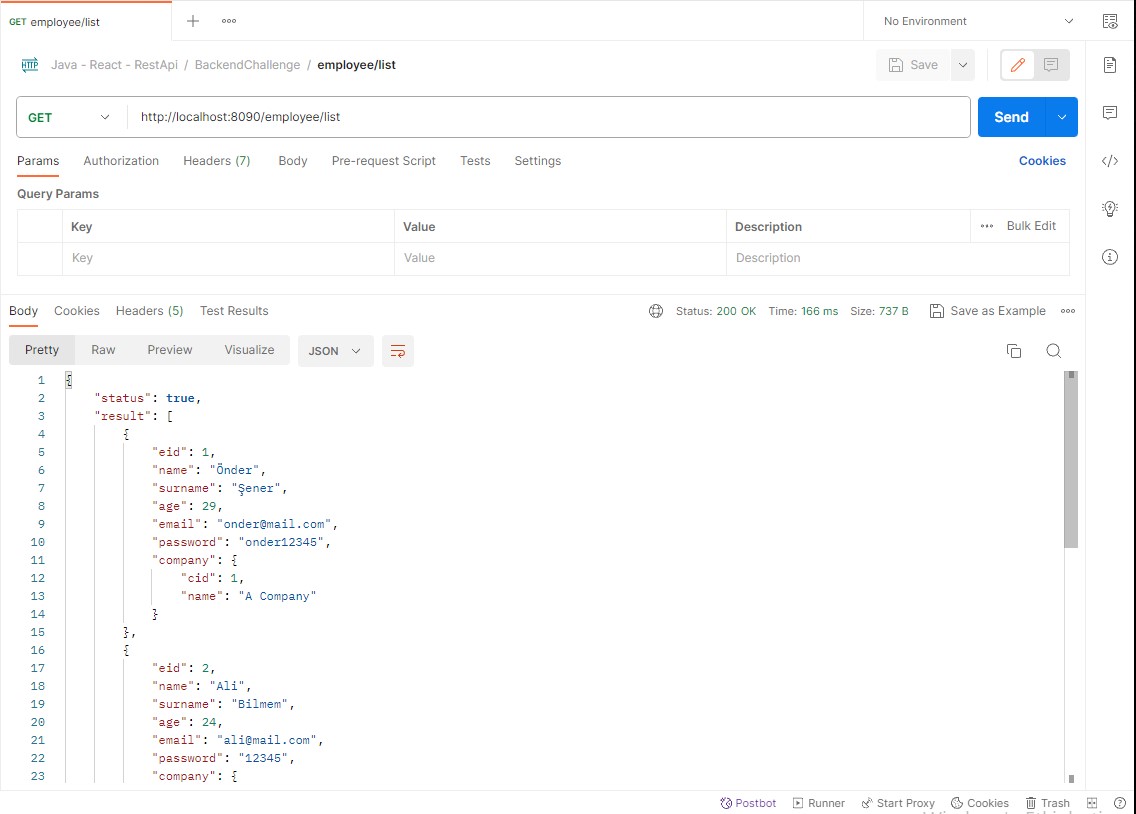 GET employee/list
No Environment
HTTP Java - React - RestApi / BackendChallenge / employee/list
Save
GET http://localhost:8090/employee/list
Send
Params Authorization Headers (7) Body Pre-request Script Tests Settings Cookies
Query Params
Key Value Description Bulk Edit
Key Value Description
Body Cookies Headers (5) Test Results Status: 200 OK Time: 166 ms Size: 737 B Save as Example
Pretty Raw Preview Visualize JSON
1 {
2 "status": true,
3 "result": [
4 {
5 "eid": 1,
6 "name": "Önder",
7 "surname": "Şener",
8 "age": 29,
9 "email": "onder@mail.com",
10 "password": "onder12345",
11 "company": {
12 "cid": 1,
13 "name": "A Company"
14 }
15 },
16 {
17 "eid": 2,
18 "name": "Ali",
19 "surname": "Bilmem",
20 "age": 24,
21 "email": "ali@mail.com",
22 "password": "12345",
23 "company": {
Postbot Runner Start Proxy Cookies Trash